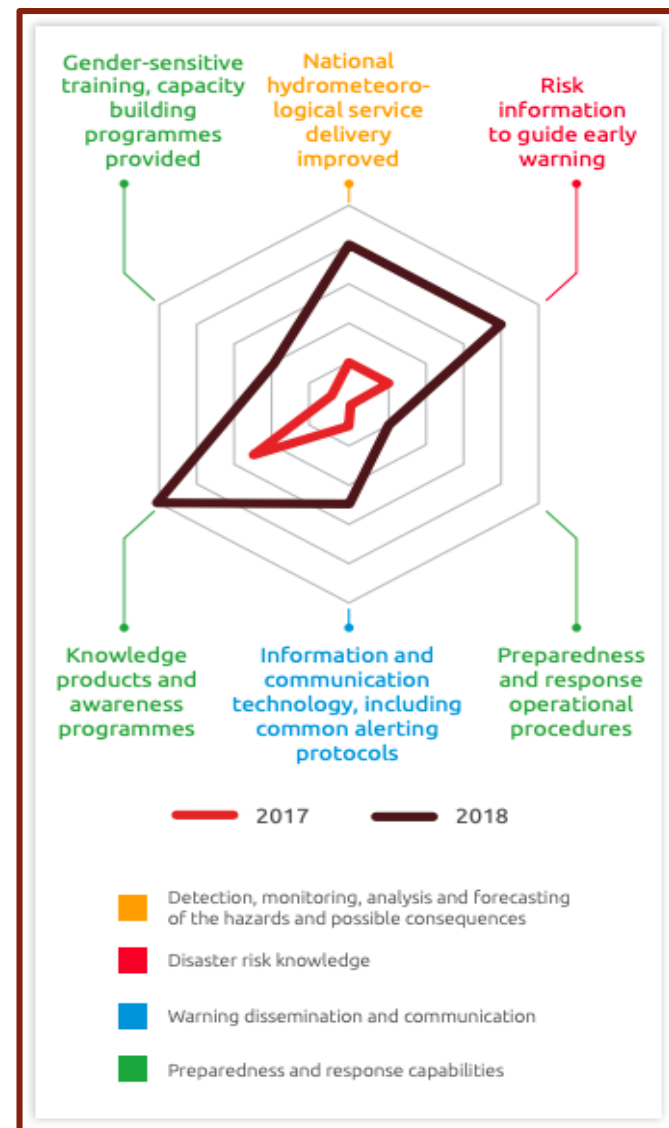 Gender-sensitive
training, capacity
building
programmes
provided
National
hydrometeoro-
logical service
delivery
improved
Risk
information
to guide early
warning
Knowledge
products and
awareness
programmes
Information and
communication
technology, including
common alerting
protocols
Preparedness
and response
operational
procedures
2017
2018
Detection, monitoring, analysis and forecasting
of the hazards and possible consequences
Disaster risk knowledge
Warning dissemination and communication
Preparedness and response capabilities